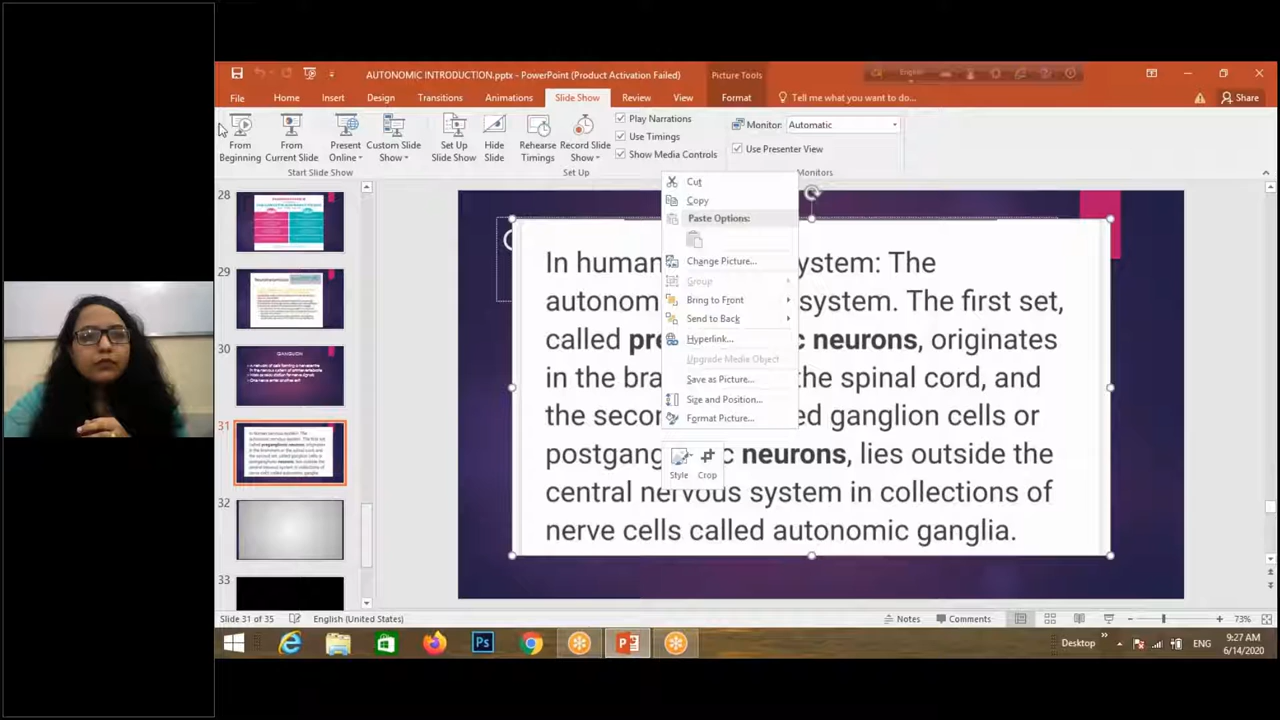 AUTONOMIC INTRODUCTION.pptx - PowerPoint (Product Activation Failed)
Picture Tools
English
File
Home
Insert
Design
Transitions
Animations
Slide Show
Review
View
Format
Tell me what you want to do...
Share
From Beginning
From Current Slide
Present Online
Custom Slide Show
Set Up Slide Show
Hide Slide
Rehearse Timings
Record Slide Show
Play Narrations
Use Timings
Show Media Controls
Monitor: Automatic
Use Presenter View
Start Slide Show
Set Up
Monitors
Cut
Copy
Paste Options:
Change Picture...
Group
Bring to Front
Send to Back
Hyperlink...
Upgrade Media Object
Save as Picture...
Size and Position...
Format Picture...
Style
Crop
28
29
30
GANGLION
31
32
33
In human ystem: The
autonom system. The first set,
called pre c neurons, originates
in the bra the spinal cord, and
the secon ed ganglion cells or
postgang c neurons, lies outside the
central nervous system in collections of
nerve cells called autonomic ganglia.
Slide 31 of 35
English (United States)
Notes
Comments
73%
Ps
Desktop
ENG
9:27 AM
6/14/2020